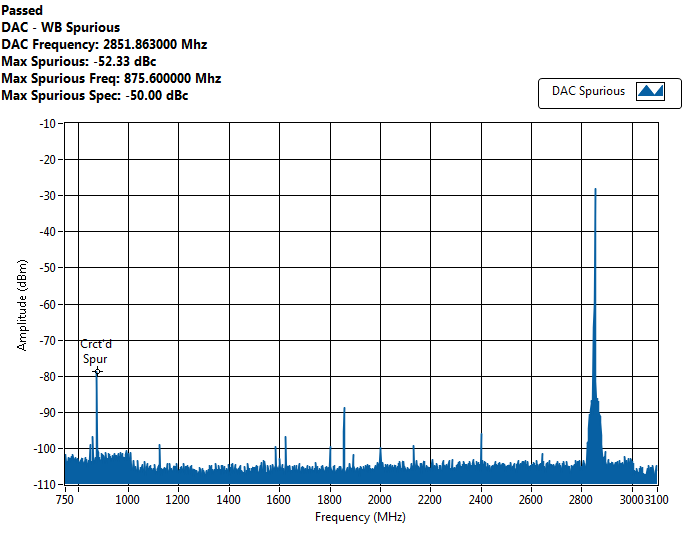 Passed
DAC - WB Spurious
DAC Frequency: 2851.863000 Mhz
Max Spurious: -52.33 dBc
Max Spurious Freq: 875.600000 Mhz
Max Spurious Spec: -50.00 dBc
DAC Spurious
-10
-20
-30
-40
-50
-60
-70
-80
-90
-100
-110
Amplitude (dBm)
Crct'd
Spur
750 1000 1200 1400 1600 1800 2000 2200 2400 2600 2800 3000 3100
Frequency (MHz)